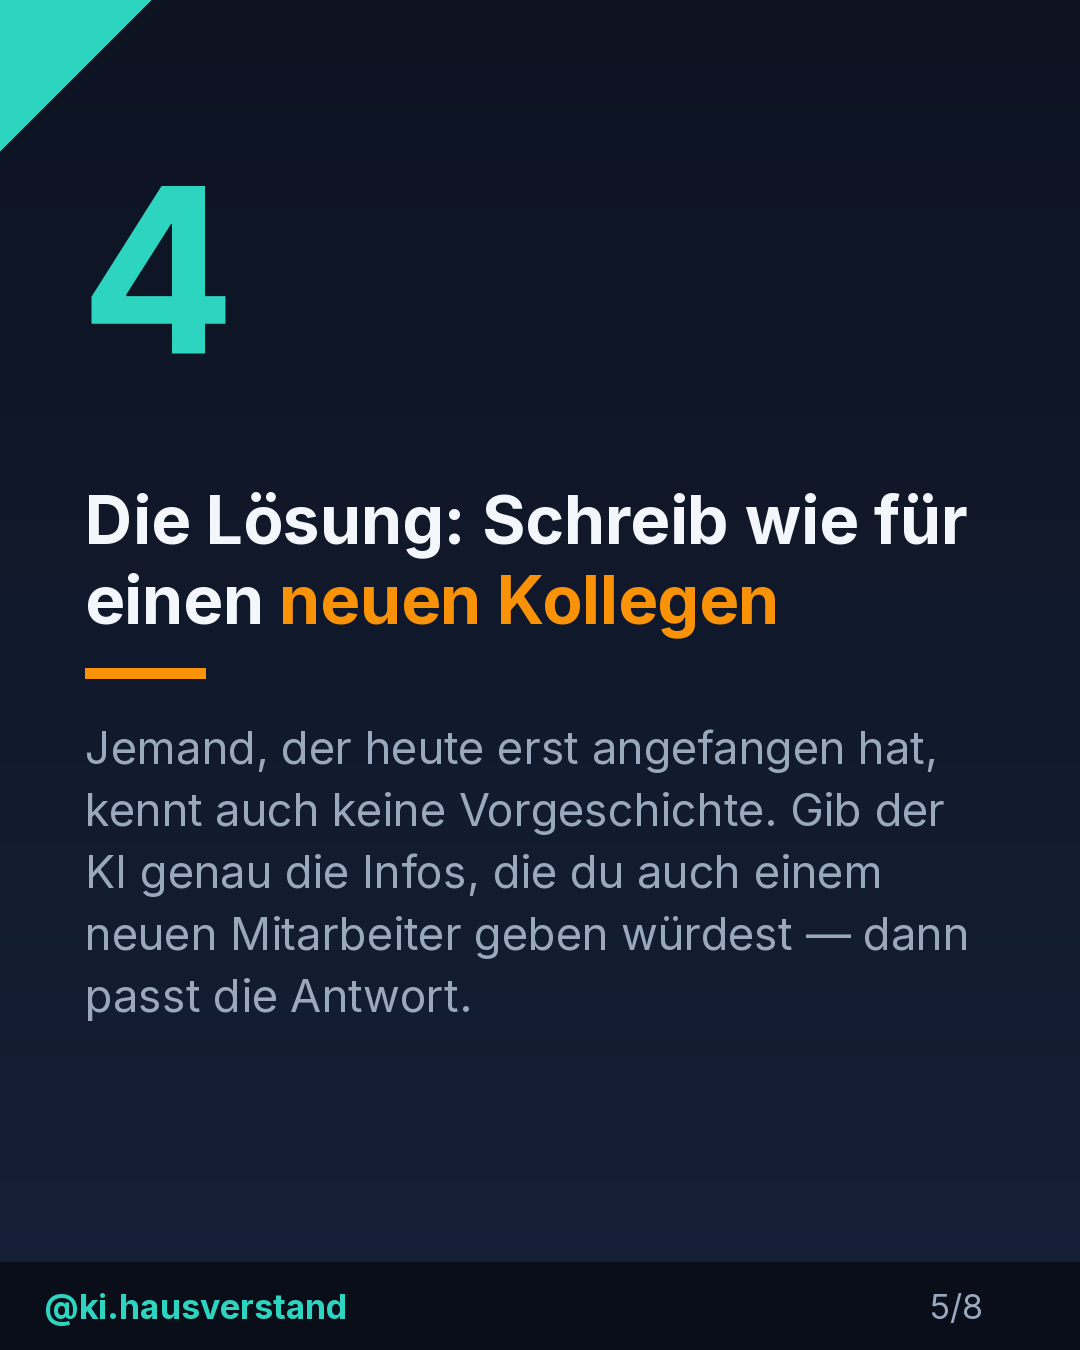 4
Die Lösung: Schreib wie für
einen neuen Kollegen
Jemand, der heute erst angefangen hat,
kennt auch keine Vorgeschichte. Gib der
KI genau die Infos, die du auch einem
neuen Mitarbeiter geben würdest — dann
passt die Antwort.
@ki.hausverstand
5/8